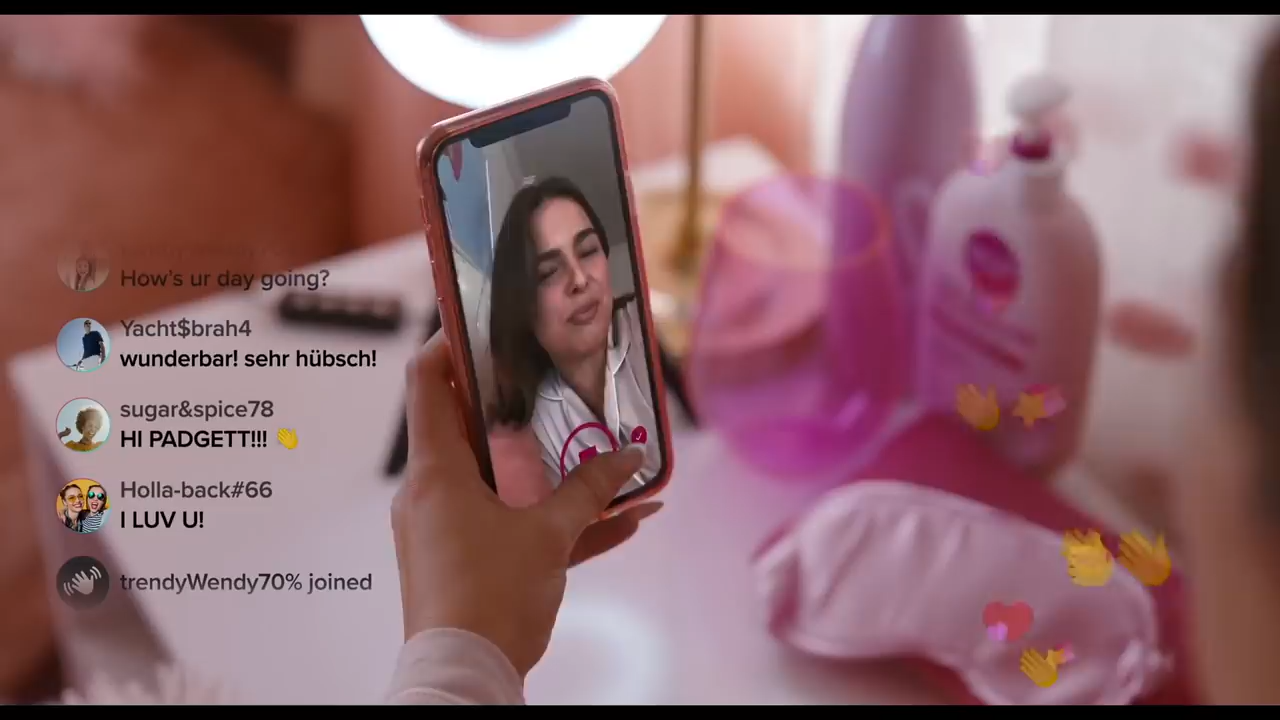 How's ur day going?
Yacht$brah4
wunderbar! sehr hübsch!
sugar&spice78
HI PADGETT!!! 👋
Holla-back#66
I LUV U!
trendyWendy70% joined